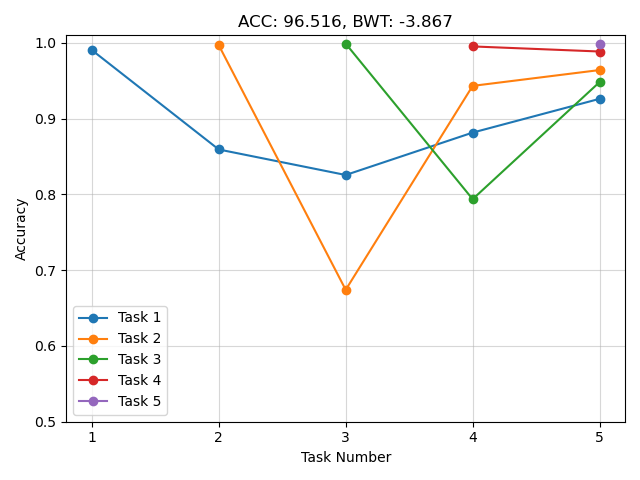 ACC: 96.516, BWT: -3.867
1.0
0.9
0.8
0.7
0.6
0.5
Accuracy
Task 1
Task 2
Task 3
Task 4
Task 5
1 2 3 4 5
Task Number